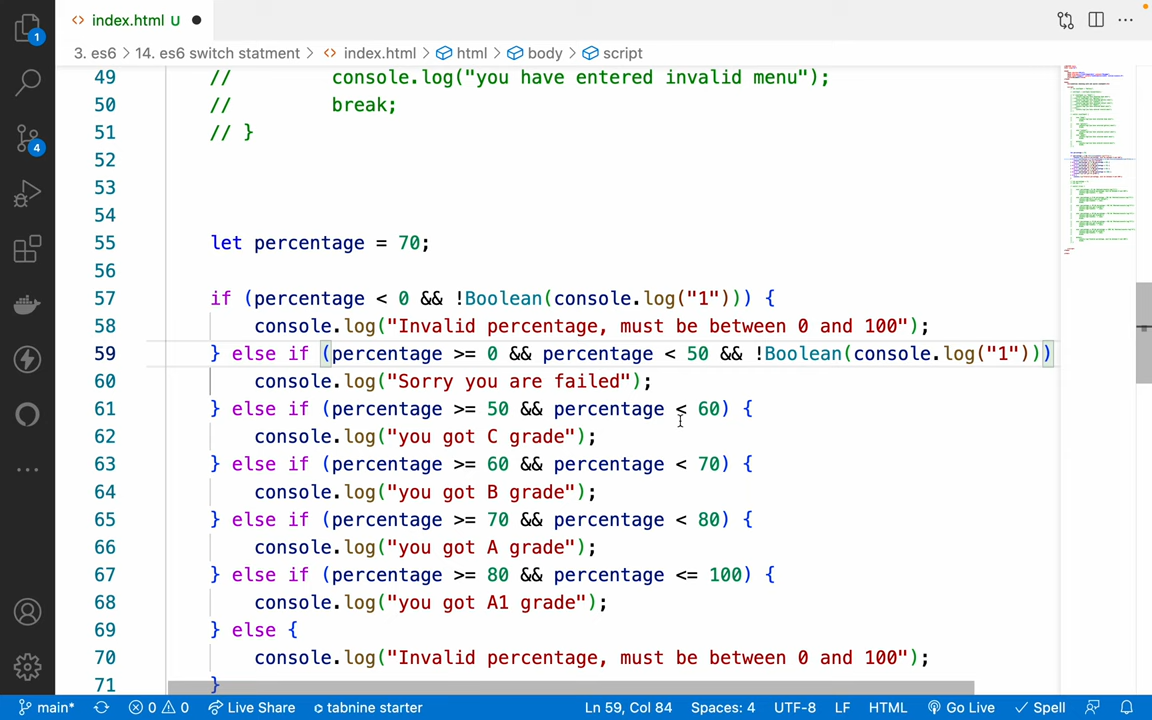 index.html U
3. es6 > 14. es6 switch statment > index.html > html > body > script
49 // console.log("you have entered invalid menu");
50 // break;
51 // }
52
53
54
55 let percentage = 70;
56
57 if (percentage < 0 && !Boolean(console.log("1"))) {
58 console.log("Invalid percentage, must be between 0 and 100");
59 } else if (percentage >= 0 && percentage < 50 && !Boolean(console.log("1")))
60 console.log("Sorry you are failed");
61 } else if (percentage >= 50 && percentage < 60) {
62 console.log("you got C grade");
63 } else if (percentage >= 60 && percentage < 70) {
64 console.log("you got B grade");
65 } else if (percentage >= 70 && percentage < 80) {
66 console.log("you got A grade");
67 } else if (percentage >= 80 && percentage <= 100) {
68 console.log("you got A1 grade");
69 } else {
70 console.log("Invalid percentage, must be between 0 and 100");
71 }
1
4
main* 0 0 Live Share tabnine starter Ln 59, Col 84 Spaces: 4 UTF-8 LF HTML Go Live Spell